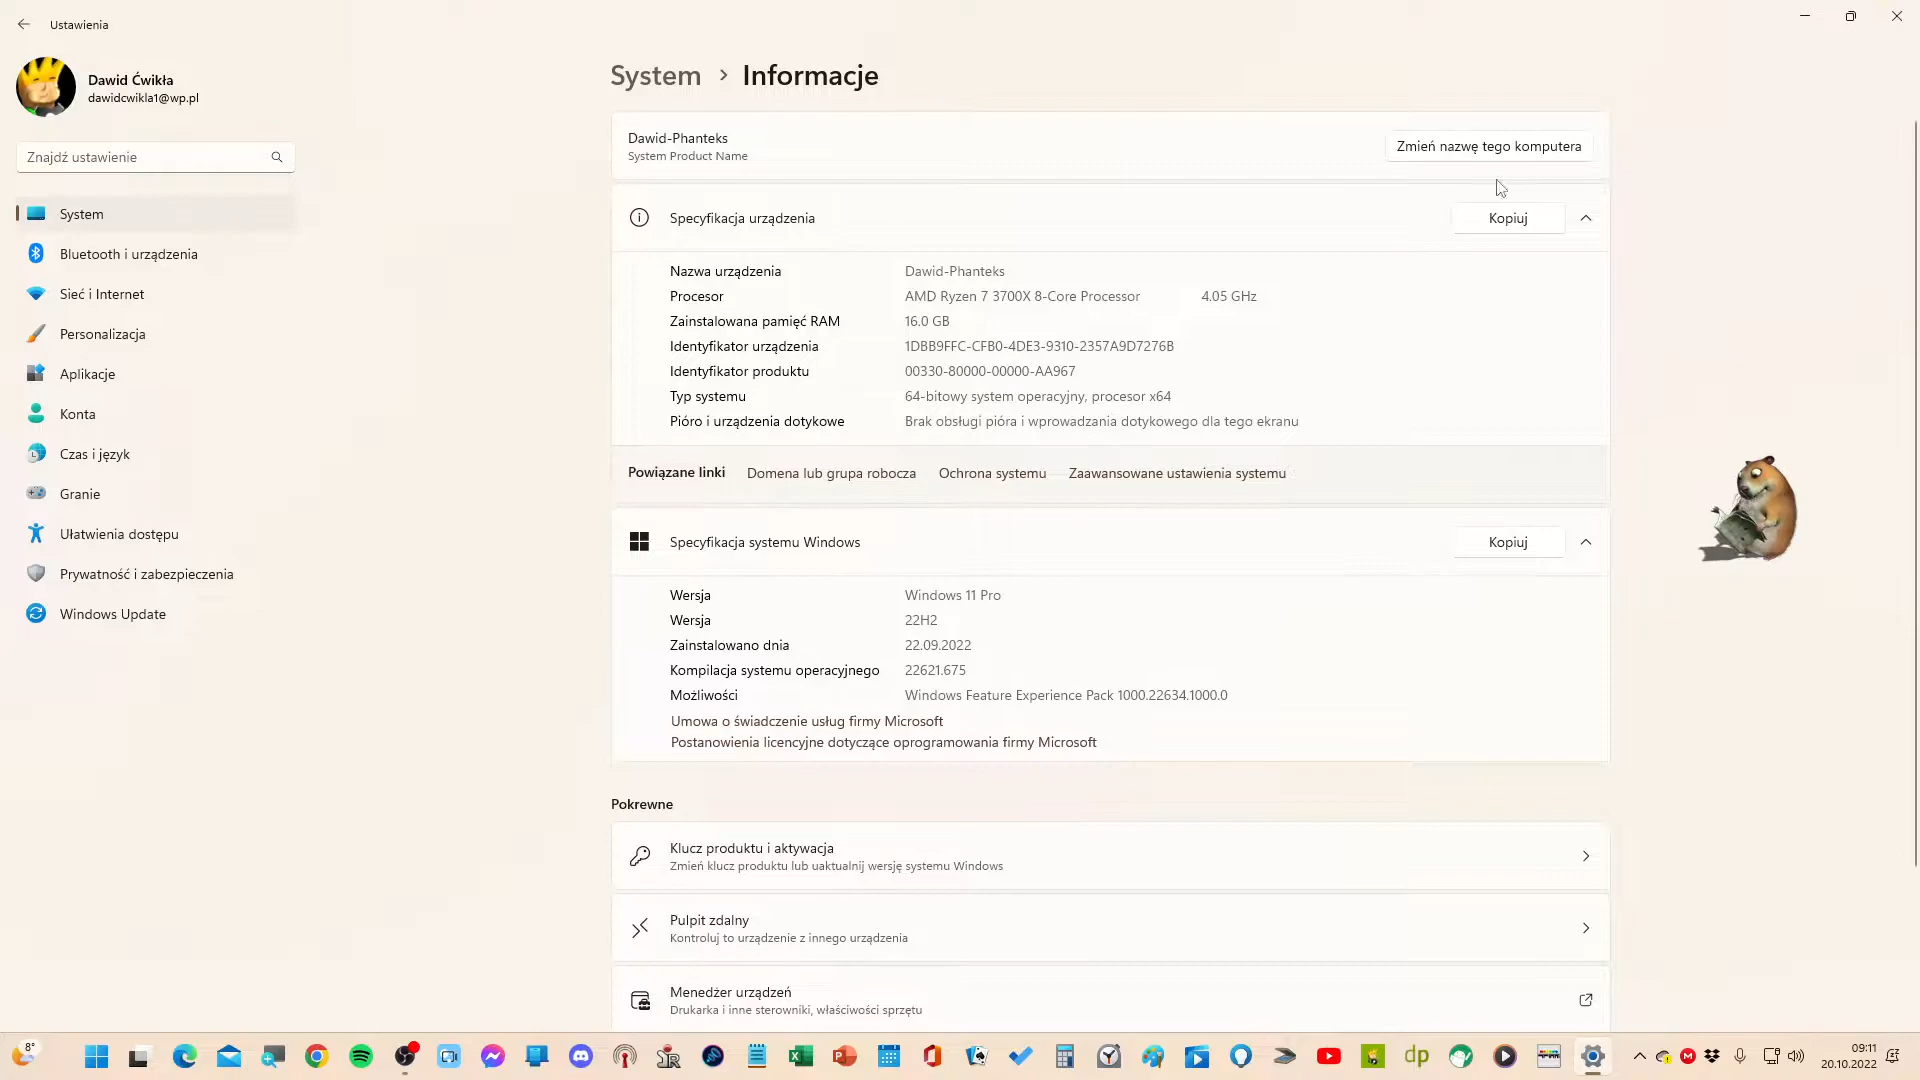 Ustawienia
Dawid Ćwikła
dawidcwikla1@wp.pl
Znajdź ustawienie
System
Bluetooth i urządzenia
Sieć i Internet
Personalizacja
Aplikacje
Konta
Czas i język
Granie
Ułatwienia dostępu
Prywatność i zabezpieczenia
Windows Update
System > Informacje
Dawid-Phanteks
System Product Name
Zmień nazwę tego komputera
Specyfikacja urządzenia
Kopiuj
Nazwa urządzenia Dawid-Phanteks
Procesor AMD Ryzen 7 3700X 8-Core Processor 4.05 GHz
Zainstalowana pamięć RAM 16.0 GB
Identyfikator urządzenia 1DBB9FFC-CFB0-4DE3-9310-2357A9D7276B
Identyfikator produktu 00330-80000-00000-AA967
Typ systemu 64-bitowy system operacyjny, procesor x64
Pióro i urządzenia dotykowe Brak obsługi pióra i wprowadzania dotykowego dla tego ekranu
Powiązane linki Domena lub grupa robocza Ochrona systemu Zaawansowane ustawienia systemu
Specyfikacja systemu Windows
Kopiuj
Wersja Windows 11 Pro
Wersja 22H2
Zainstalowano dnia 22.09.2022
Kompilacja systemu operacyjnego 22621.675
Możliwości Windows Feature Experience Pack 1000.22634.1000.0
Umowa o świadczenie usług firmy Microsoft
Postanowienia licencyjne dotyczące oprogramowania firmy Microsoft
Pokrewne
Klucz produktu i aktywacja
Zmień klucz produktu lub uaktualnij wersję systemu Windows
Pulpit zdalny
Kontroluj to urządzenie z innego urządzenia
Menedżer urządzeń
Drukarka i inne sterowniki, właściwości sprzętu
8°
dp
09:11
20.10.2022